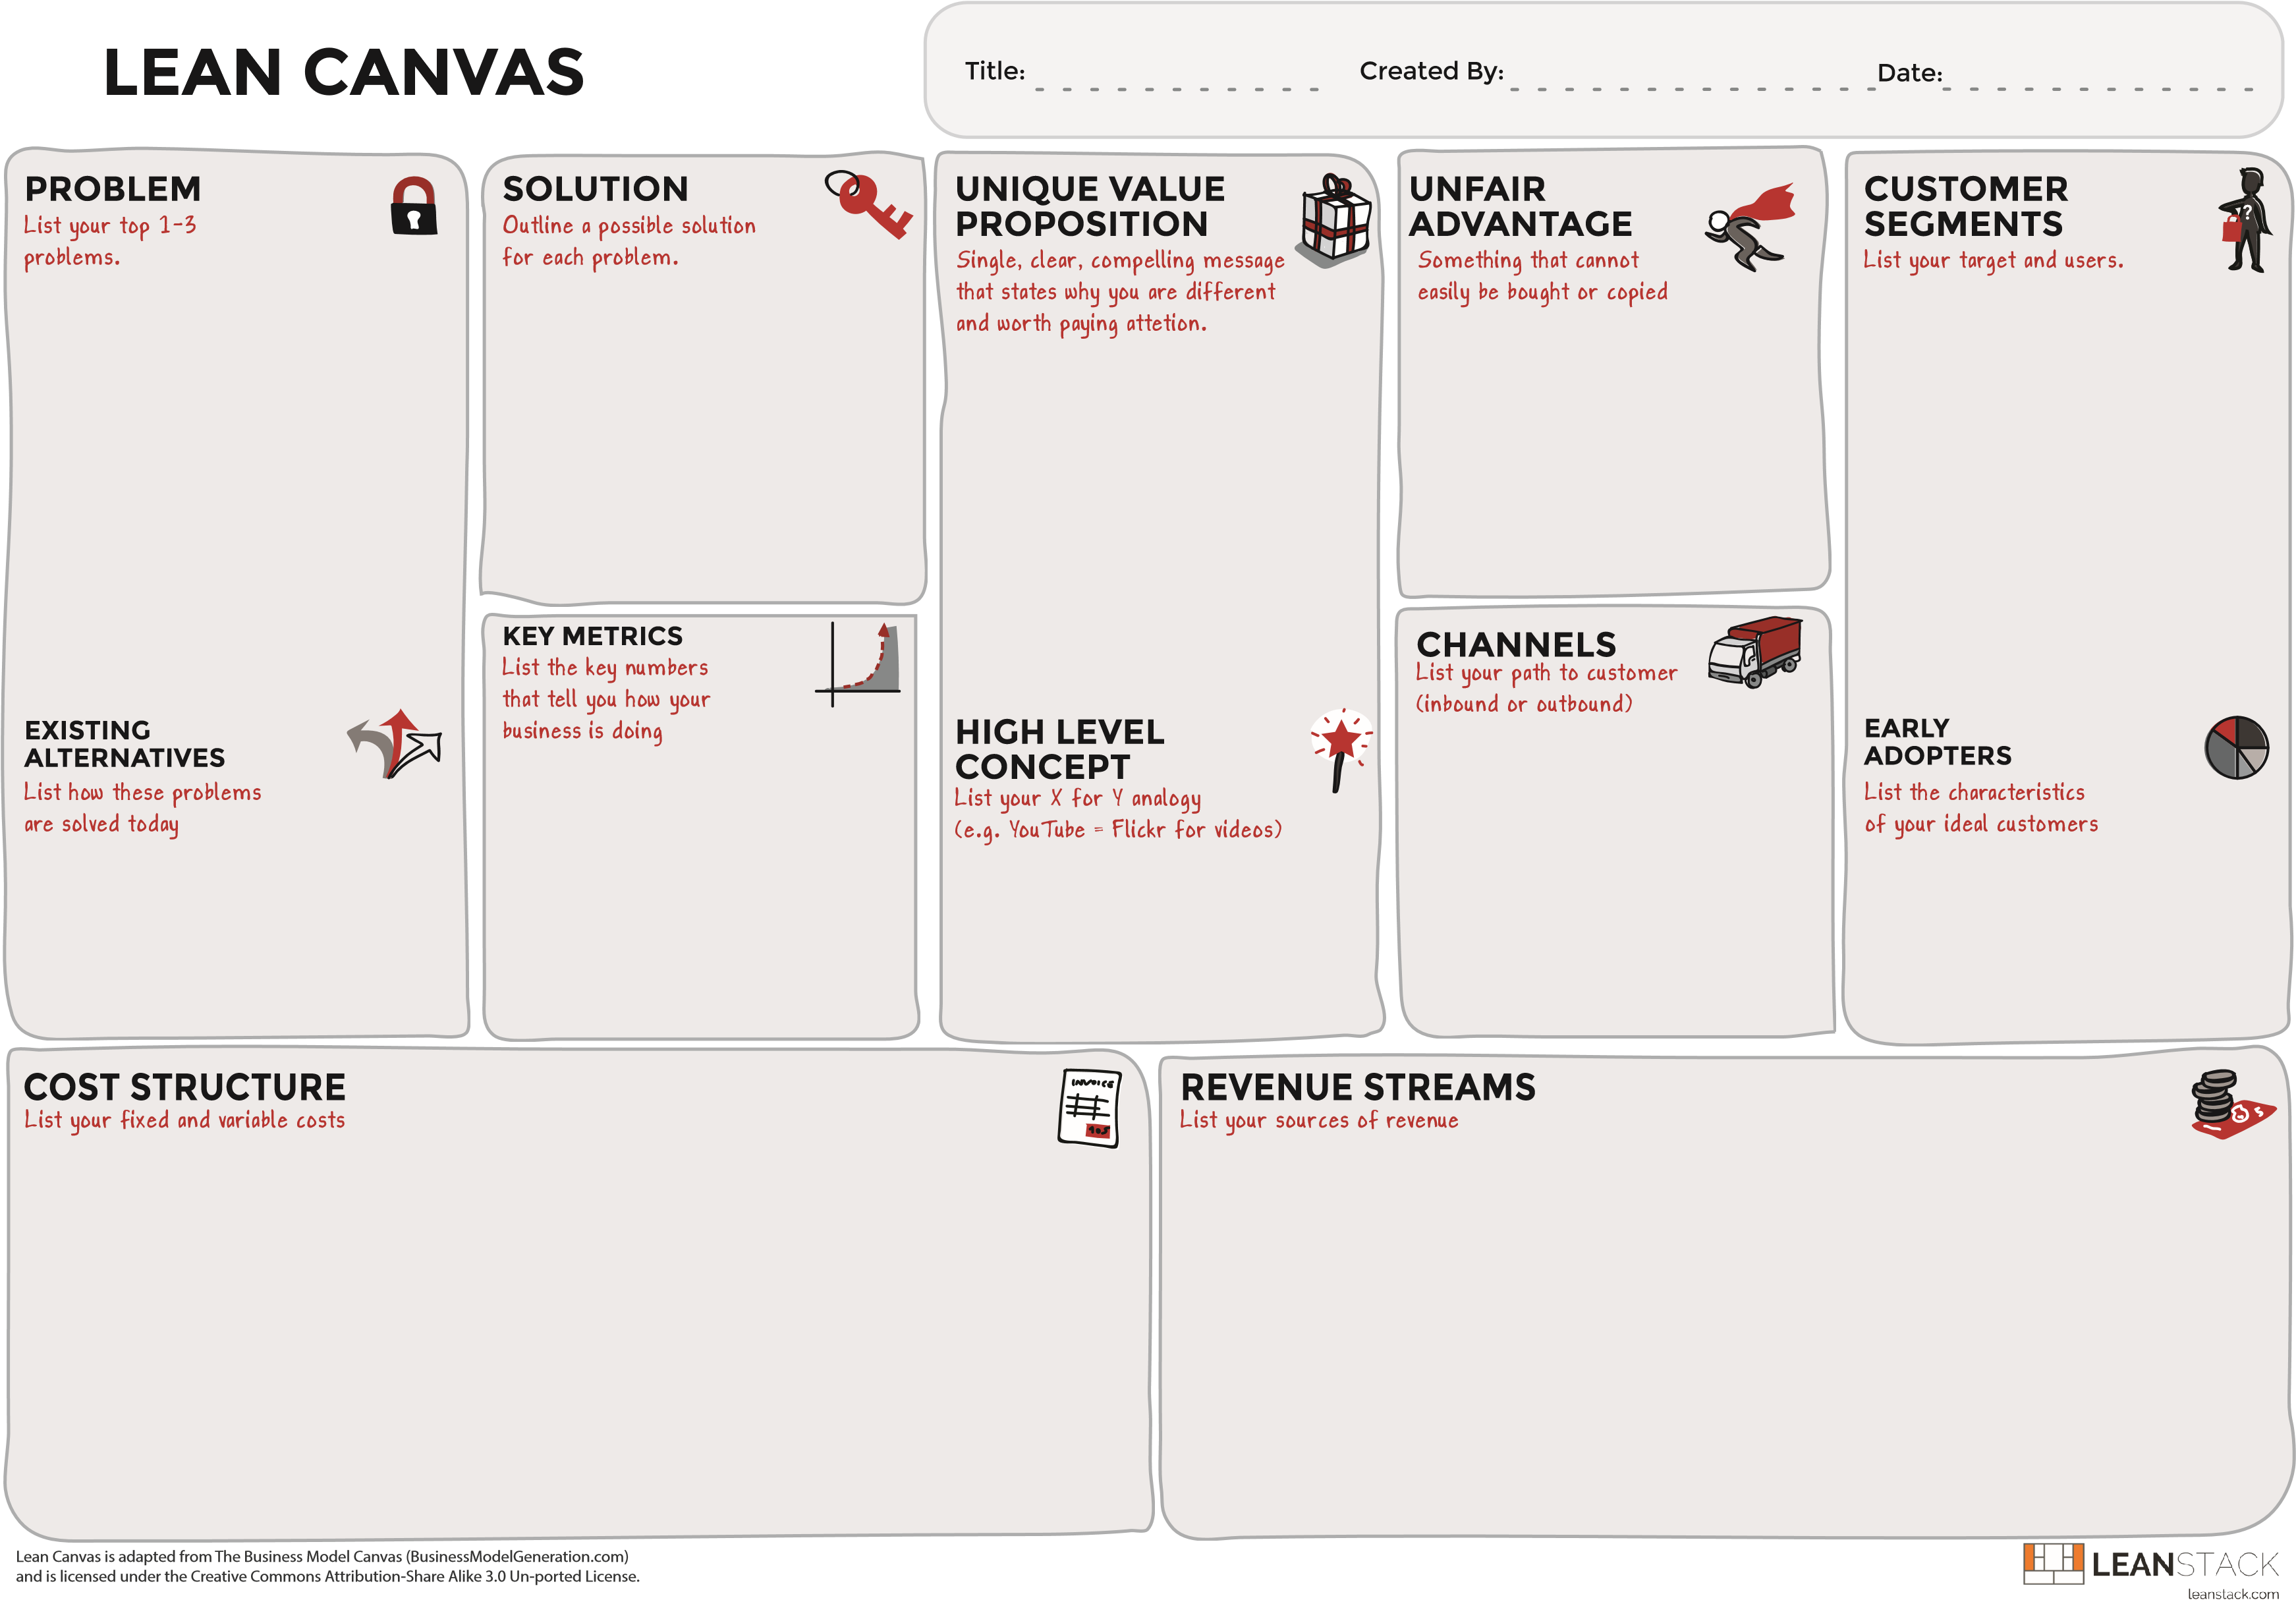 LEAN CANVAS
Title:
Created By:
Date:
PROBLEM
List your top 1-3
problems.
EXISTING
ALTERNATIVES
List how these problems
are solved today
SOLUTION
Outline a possible solution
for each problem.
KEY METRICS
List the key numbers
that tell you how your
business is doing
UNIQUE VALUE
PROPOSITION
Single, clear, compelling message
that states why you are different
and worth paying attetion.
HIGH LEVEL
CONCEPT
List your X for Y analogy
(e.g. YouTube = Flickr for videos)
UNFAIR
ADVANTAGE
Something that cannot
easily be bought or copied
CHANNELS
List your path to customer
(inbound or outbound)
CUSTOMER
SEGMENTS
List your target and users.
?
EARLY
ADOPTERS
List the characteristics
of your ideal customers
COST STRUCTURE
List your fixed and variable costs
INVOICE
REVENUE STREAMS
List your sources of revenue
Lean Canvas is adapted from The Business Model Canvas (BusinessModelGeneration.com)
and is licensed under the Creative Commons Attribution-Share Alike 3.0 Un-ported License.
LEANSTACK
leanstack.com